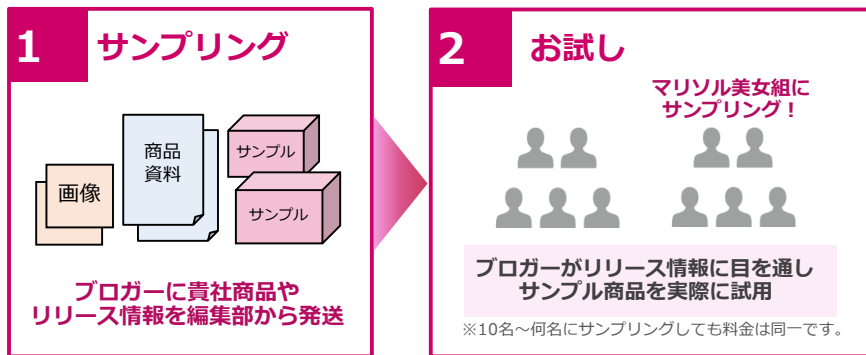 1 サンプリング
画像
商品
資料
サンプル
サンプル
ブロガーに貴社商品や
リリース情報を編集部から発送
2 お試し
マリソル美女組に
サンプリング！
ブロガーがリリース情報に目を通し
サンプル商品を実際に試用
※10名～何名にサンプリングしても料金は同一です。